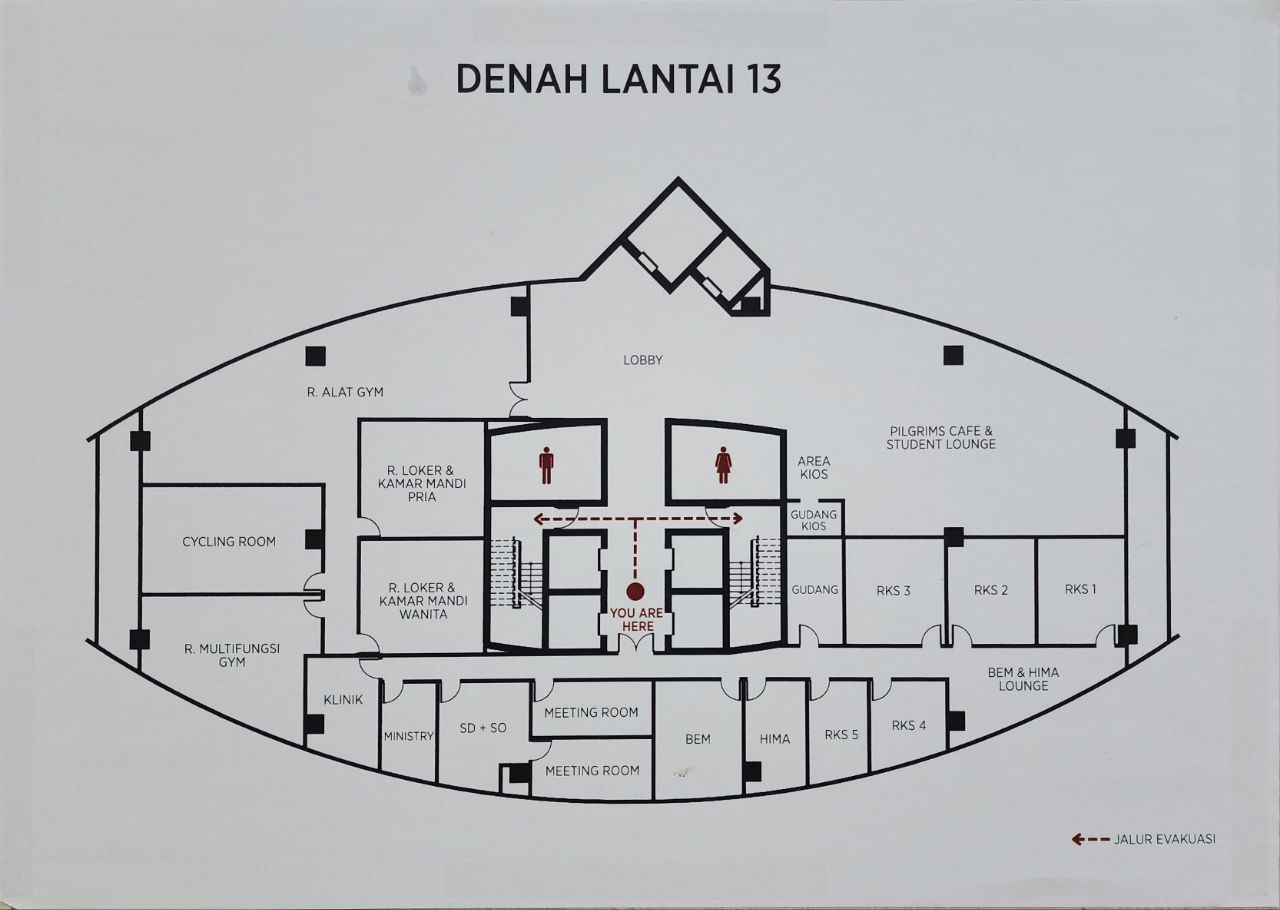 DENAH LANTAI 13
LOBBY
R. ALAT GYM
PILGRIMS CAFE &
STUDENT LOUNGE
AREA
KIOS
R. LOKER &
KAMAR MANDI
PRIA
GUDANG
KIOS
CYCLING ROOM
R. LOKER &
KAMAR MANDI
WANITA
YOU ARE
HERE
GUDANG
RKS 3
RKS 2
RKS 1
R. MULTIFUNGSI
GYM
BEM & HIMA
LOUNGE
KLINIK
MINISTRY
SD + SO
MEETING ROOM
MEETING ROOM
BEM
HIMA
RKS 5
RKS 4
JALUR EVAKUASI